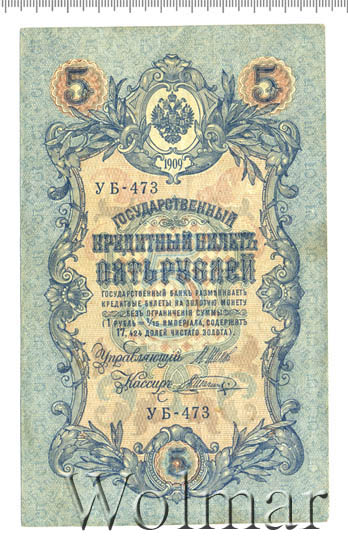 5 5
1909
УБ-473
ГОСУДАРСТВЕННЫЙ
КРЕДИТНЫЙ БИЛЕТЪ
ПЯТЬ РУБЛЕЙ
ГОСУДАРСТВЕННЫЙ БАНКЪ РАЗМѢНИВАЕТЪ
КРЕДИТНЫЕ БИЛЕТЫ НА ЗОЛОТУЮ МОНЕТУ
БЕЗЪ ОГРАНИЧЕНІЯ СУММЫ
(1 РУБЛЬ = 1/15 ИМПЕРІАЛА, СОДЕРЖИТЪ
17,424 ДОЛЕЙ ЧИСТАГО ЗОЛОТА).
Управляющій
Кассиръ
УБ-473
5
Wolmar